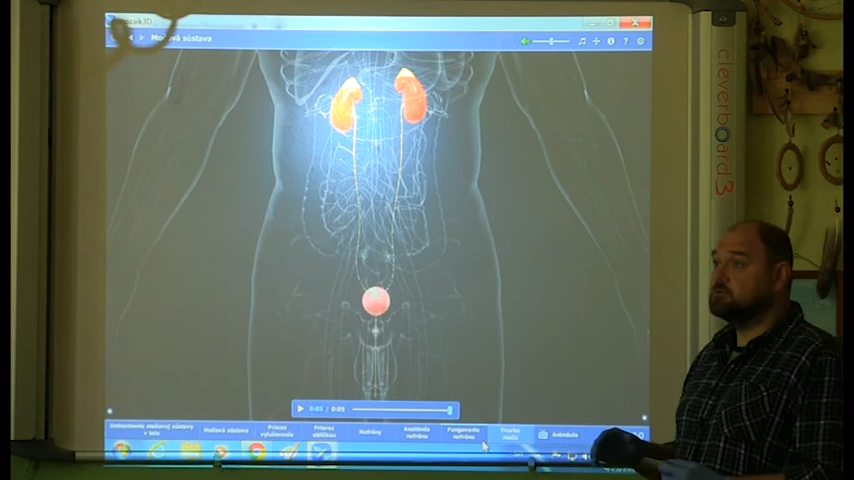 Močová sústava
cleverboard3
0:05 / 0:05
Umiestnenie močovej sústavy v tele
Močová sústava
Proces vylučovania
Prierez obličkou
Nefróny
Anatómia nefrónu
Fungovanie nefrónu
Tvorba moču
Animácia